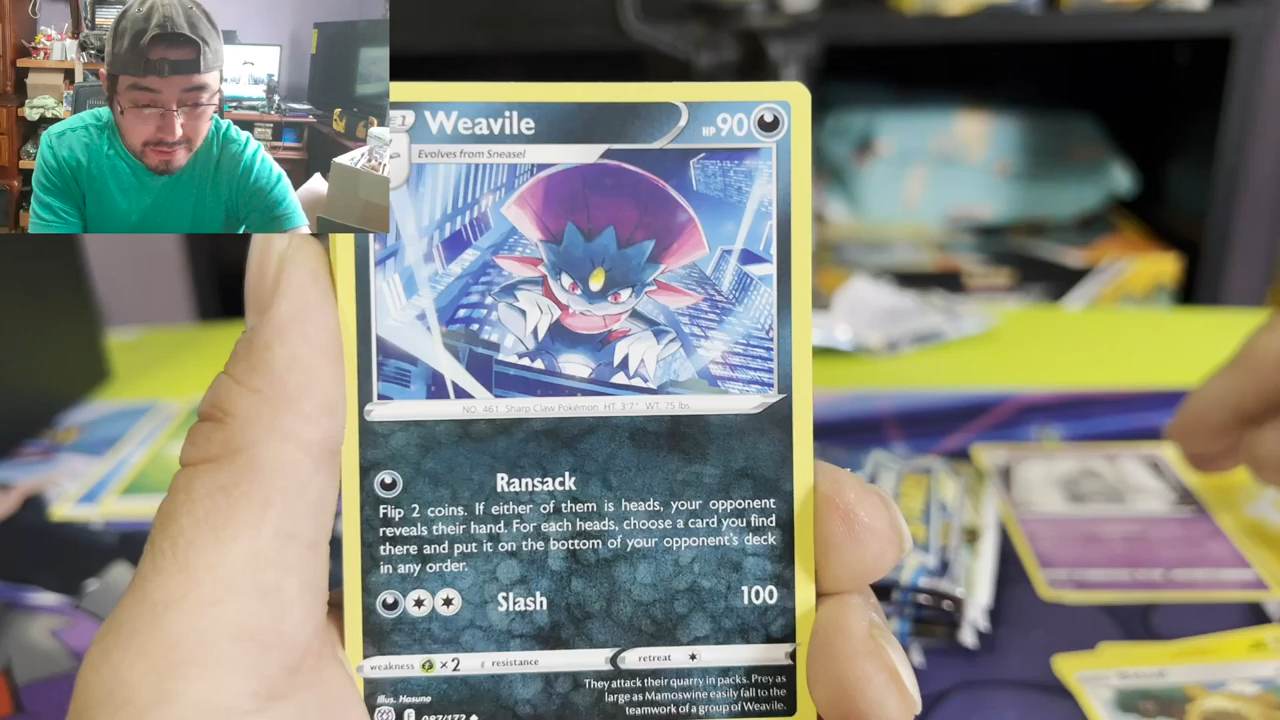 Weavile
HP 90
Evolves from Sneasel
NO. 461 Sharp Claw Pokémon HT. 3'7" WT. 75 lbs.
Ransack
Flip 2 coins. If either of them is heads, your opponent
reveals their hand. For each heads, choose a card you find
there and put it on the bottom of your opponent's deck
in any order.
Slash 100
weakness ×2 resistance retreat
They attack their quarry in packs. Prey as
large as Mamoswine easily fall to the
teamwork of a group of Weavile.
Illus. Hasuno
F 087/172